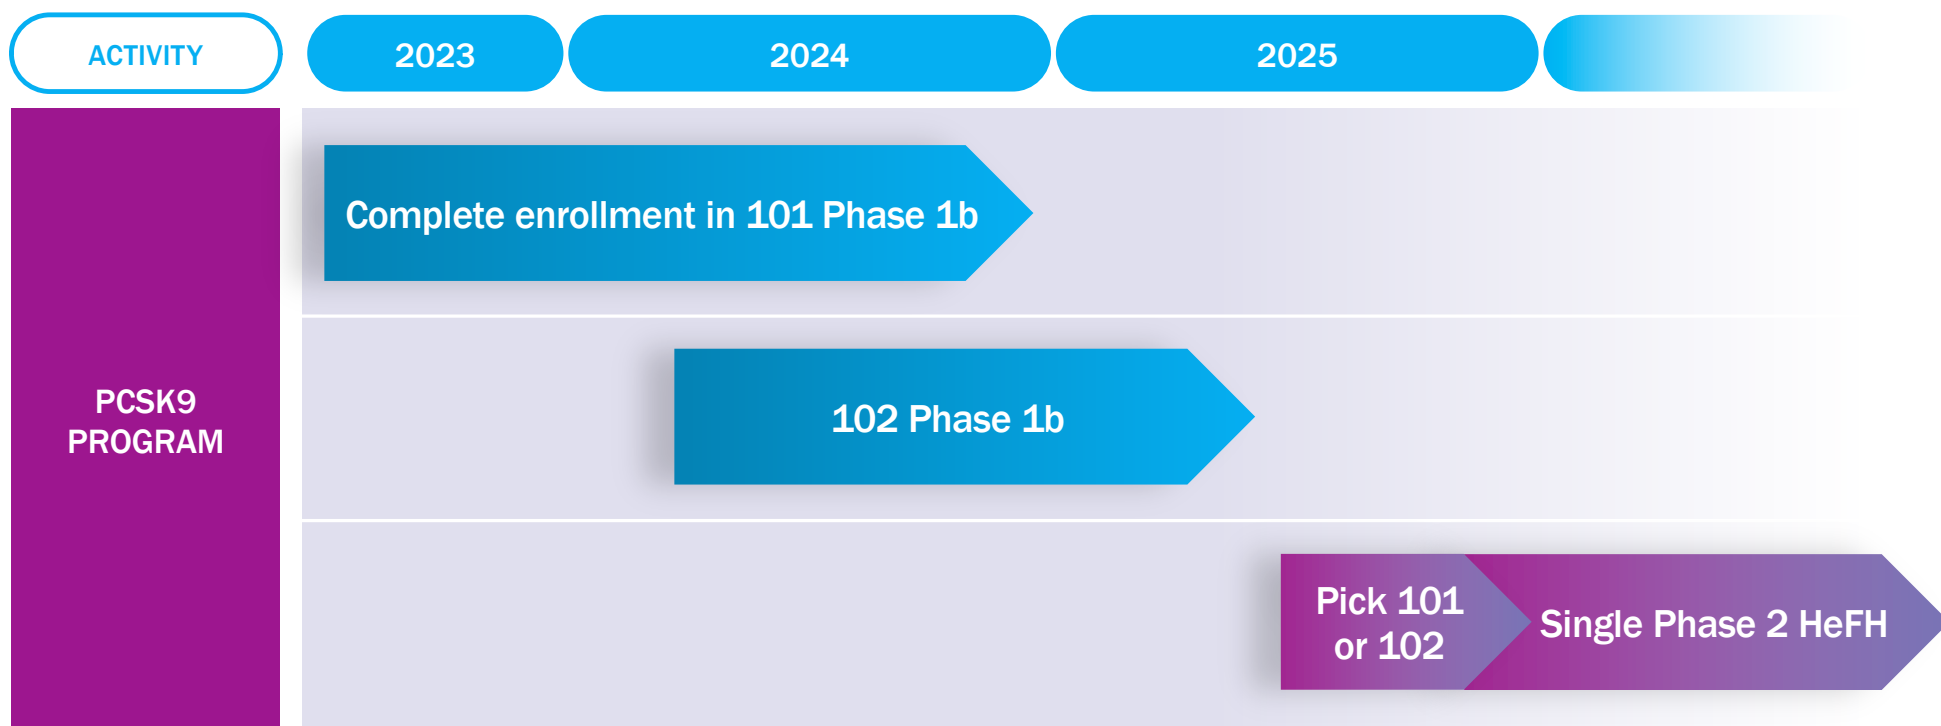 ACTIVITY
2023
2024
2025
PCSK9
PROGRAM
Complete enrollment in 101 Phase 1b
102 Phase 1b
Pick 101
or 102
Single Phase 2 HeFH